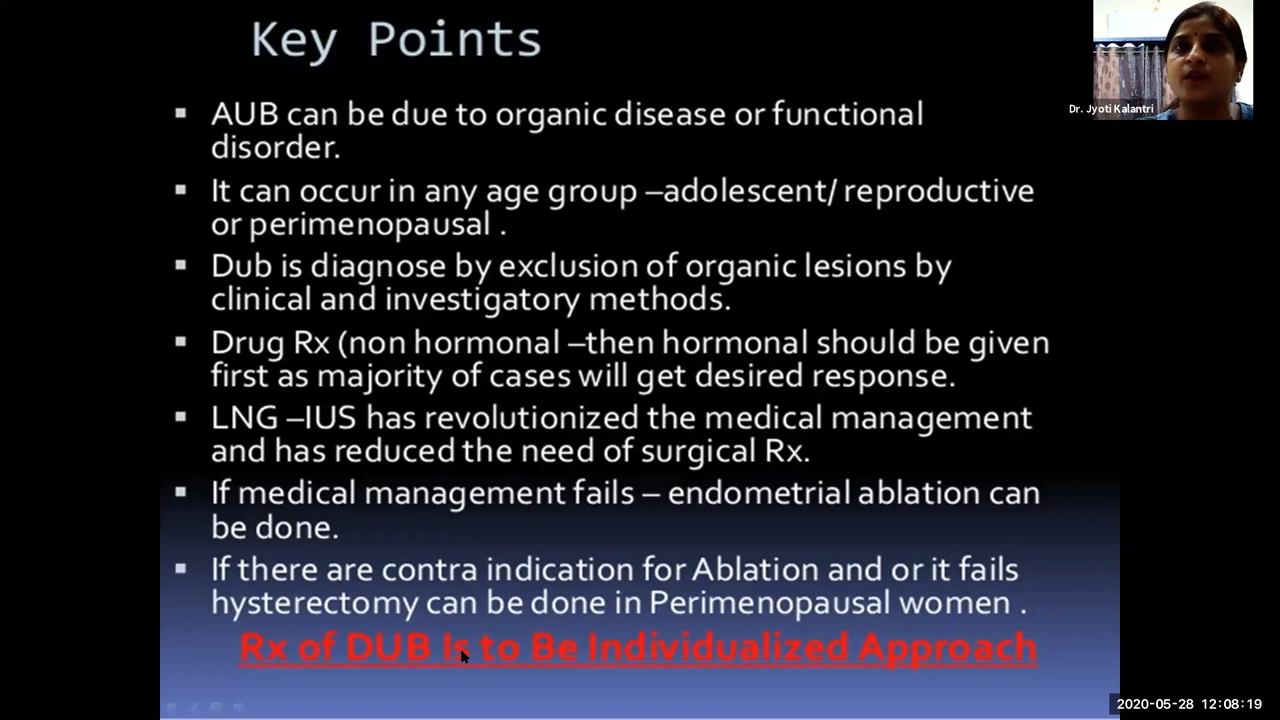 Key Points
Dr. Jyoti Kalantri
▪ AUB can be due to organic disease or functional
disorder.
▪ It can occur in any age group –adolescent/ reproductive
or perimenopausal .
▪ Dub is diagnose by exclusion of organic lesions by
clinical and investigatory methods.
▪ Drug Rx (non hormonal –then hormonal should be given
first as majority of cases will get desired response.
▪ LNG –IUS has revolutionized the medical management
and has reduced the need of surgical Rx.
▪ If medical management fails – endometrial ablation can
be done.
▪ If there are contra indication for Ablation and or it fails
hysterectomy can be done in Perimenopausal women .
Rx of DUB Is to Be Individualized Approach
2020-05-28 12:08:19